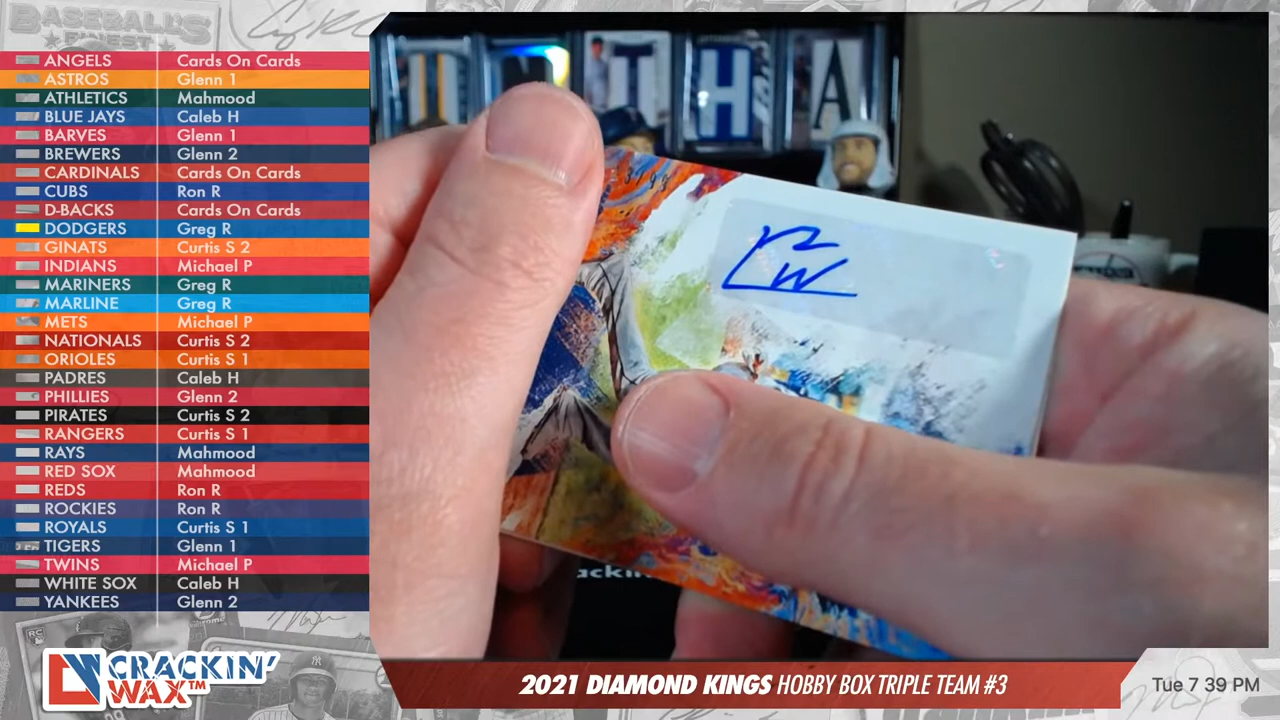 BASEBALL'S
FINEST
ANGELS Cards On Cards
ASTROS Glenn 1
ATHLETICS Mahmood
BLUE JAYS Caleb H
BARVES Glenn 1
BREWERS Glenn 2
CARDINALS Cards On Cards
CUBS Ron R
D-BACKS Cards On Cards
DODGERS Greg R
GINATS Curtis S 2
INDIANS Michael P
MARINERS Greg R
MARLINE Greg R
METS Michael P
NATIONALS Curtis S 2
ORIOLES Curtis S 1
PADRES Caleb H
PHILLIES Glenn 2
PIRATES Curtis S 2
RANGERS Curtis S 1
RAYS Mahmood
RED SOX Mahmood
REDS Ron R
ROCKIES Ron R
ROYALS Curtis S 1
TIGERS Glenn 1
TWINS Michael P
WHITE SOX Caleb H
YANKEES Glenn 2
T H A
RC
CRACKIN'
WAX™
2021 DIAMOND KINGS HOBBY BOX TRIPLE TEAM #3
Tue 7 39 PM